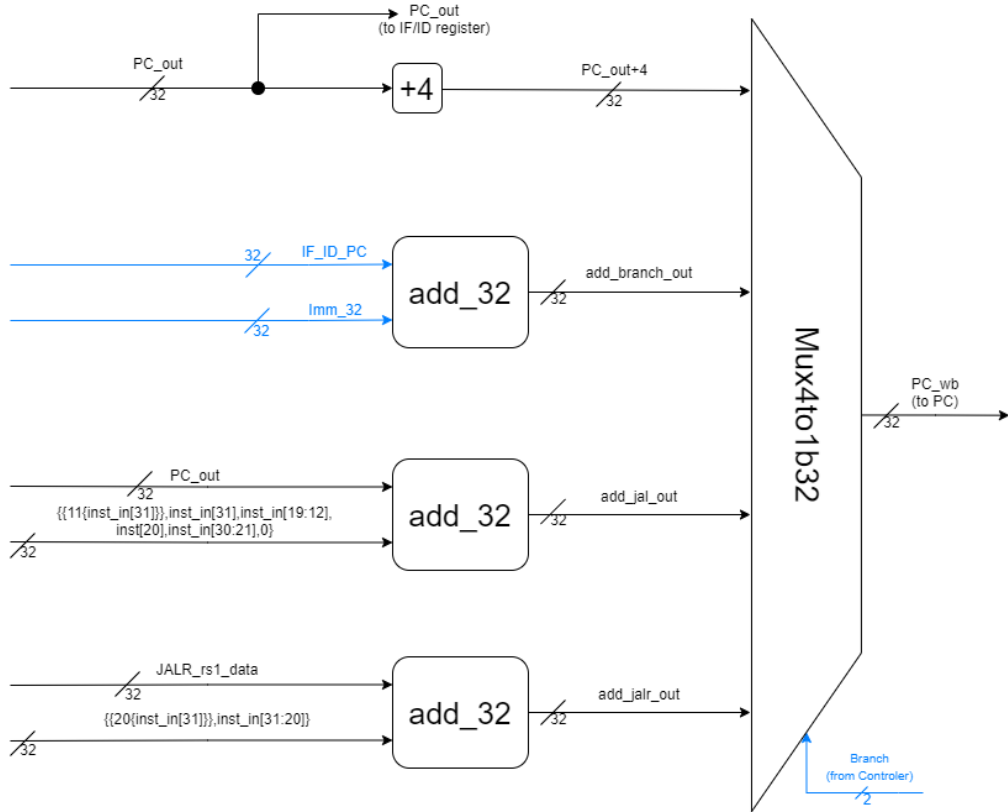 PC_out
(to IF/ID register)
PC_out
32
+4
PC_out+4
32
32
IF_ID_PC
Imm_32
32
add_32
add_branch_out
32
Mux4to1b32
PC_wb
(to PC)
32
PC_out
32
{{11{inst_in[31]}},inst_in[31],inst_in[19:12],
inst[20],inst_in[30:21],0}
32
add_32
add_jal_out
32
JALR_rs1_data
32
{{20{inst_in[31]}},inst_in[31:20]}
32
add_32
add_jalr_out
32
Branch
(from Controler)
2